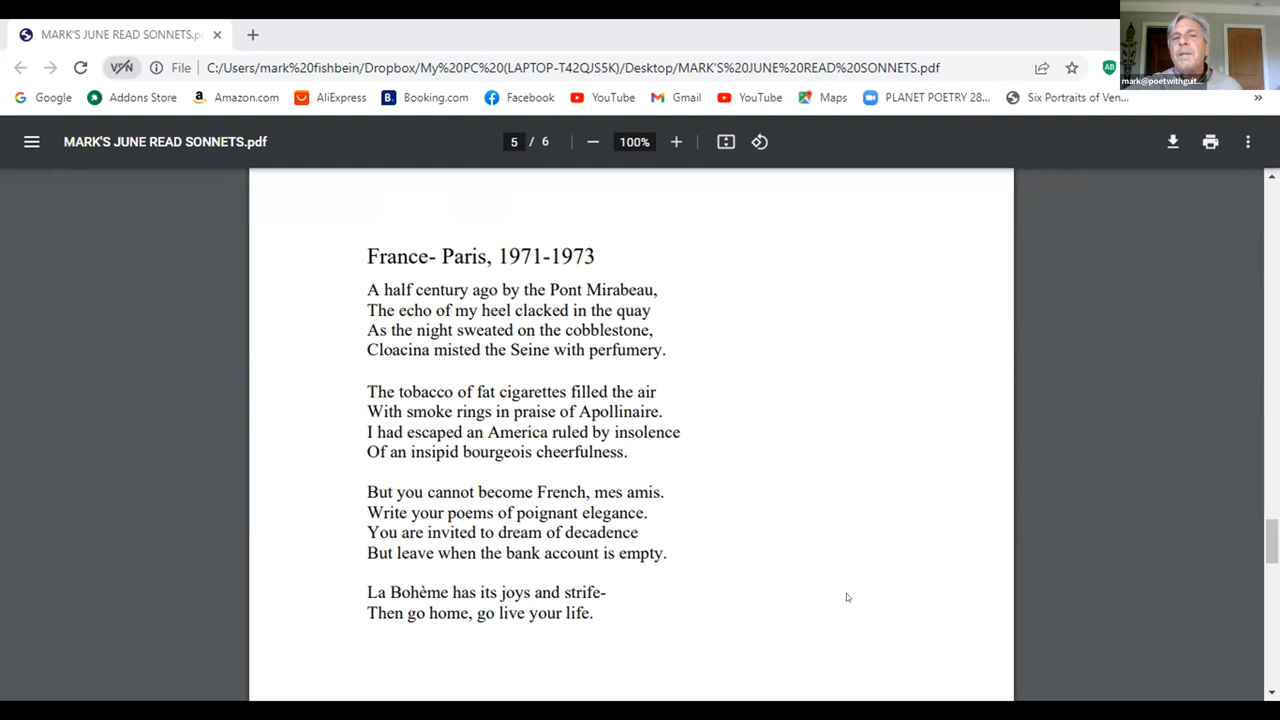 MARK'S JUNE READ SONNETS.pdf
mark@poetwithguit...
VPN
File
C:/Users/mark%20fishbein/Dropbox/My%20PC%20(LAPTOP-T42QJS5K)/Desktop/MARK'S%20JUNE%20READ%20SONNETS.pdf
AB
Google
Addons Store
Amazon.com
AliExpress
Booking.com
Facebook
YouTube
Gmail
YouTube
Maps
PLANET POETRY 28...
Six Portraits of Ven...
»
MARK'S JUNE READ SONNETS.pdf
5 / 6
100%
France- Paris, 1971-1973
A half century ago by the Pont Mirabeau,
The echo of my heel clacked in the quay
As the night sweated on the cobblestone,
Cloacina misted the Seine with perfumery.
The tobacco of fat cigarettes filled the air
With smoke rings in praise of Apollinaire.
I had escaped an America ruled by insolence
Of an insipid bourgeois cheerfulness.
But you cannot become French, mes amis.
Write your poems of poignant elegance.
You are invited to dream of decadence
But leave when the bank account is empty.
La Bohème has its joys and strife-
Then go home, go live your life.